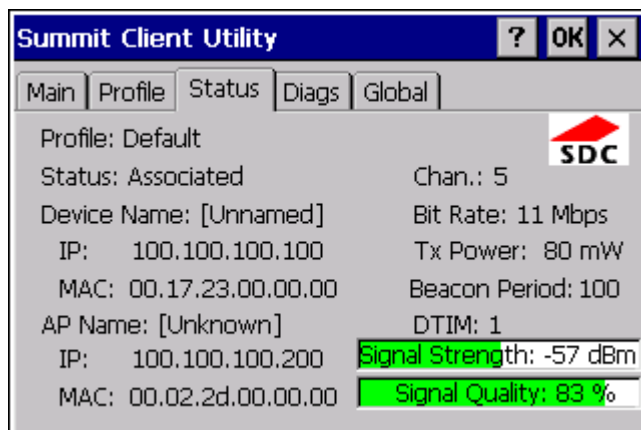 Summit Client Utility ? OK ×
Main Profile Status Diags Global
Profile: Default
SDC
Status: Associated Chan.: 5
Device Name: [Unnamed] Bit Rate: 11 Mbps
IP: 100.100.100.100 Tx Power: 80 mW
MAC: 00.17.23.00.00.00 Beacon Period: 100
AP Name: [Unknown] DTIM: 1
IP: 100.100.100.200 Signal Strength: -57 dBm
MAC: 00.02.2d.00.00.00 Signal Quality: 83 %